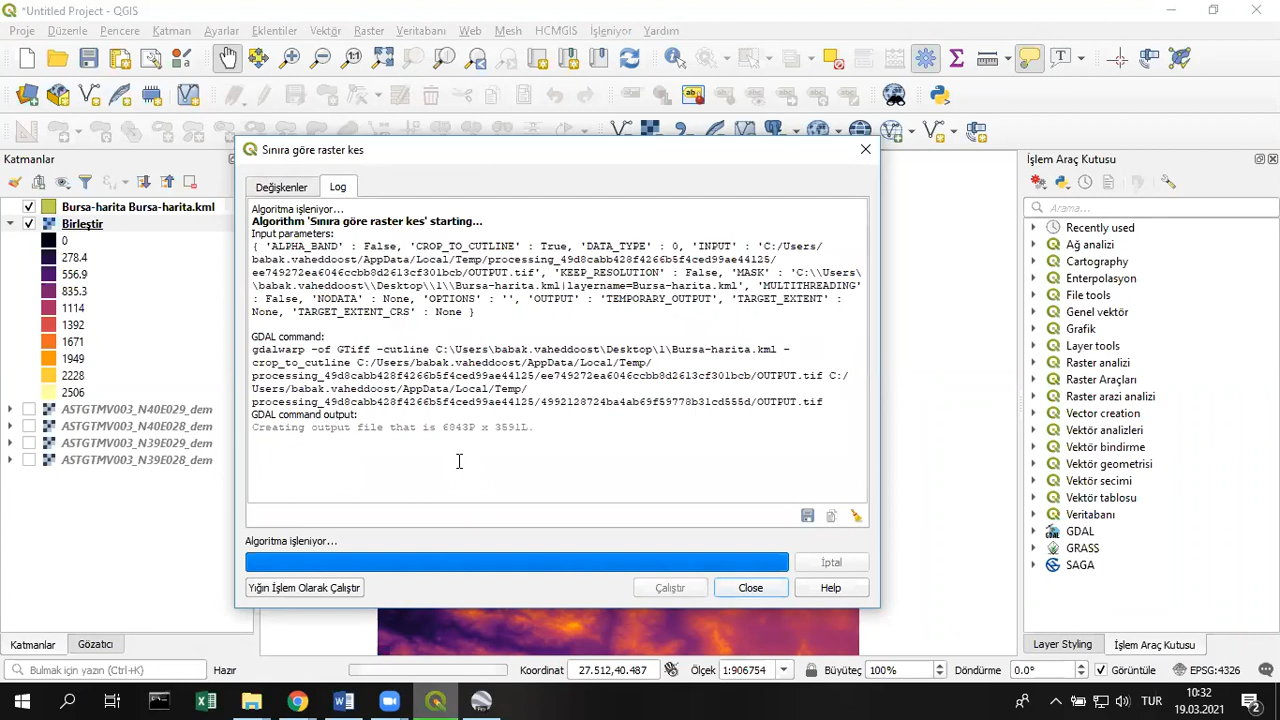 *Untitled Project - QGIS
Proje Düzenle Pencere Katman Ayarlar Eklentiler Vektör Raster Veritabanı Web Mesh HCMGIS İşleniyor Yardım
Katmanlar
Bursa-harita Bursa-harita.kml
Birleştir
0
278.4
556.9
835.3
1114
1392
1671
1949
2228
2506
ASTGTMV003_N40E029_dem
ASTGTMV003_N40E028_dem
ASTGTMV003_N39E029_dem
ASTGTMV003_N39E028_dem
Katmanlar Gözatıcı
Sınıra göre raster kes
Değişkenler Log
Algoritma işleniyor…
Algorithm 'Sınıra göre raster kes' starting…
Input parameters:
{ 'ALPHA_BAND' : False, 'CROP_TO_CUTLINE' : True, 'DATA_TYPE' : 0, 'INPUT' : 'C:/Users/
babak.vaheddoost/AppData/Local/Temp/processing_49d8cabb428f4266b5f4ced99ae44125/
ee749272ea6046ccbb8d2613cf301bcb/OUTPUT.tif', 'KEEP_RESOLUTION' : False, 'MASK' : 'C:\\Users\
\babak.vaheddoost\\Desktop\\1\\Bursa-harita.kml|layername=Bursa-harita.kml', 'MULTITHREADING'
: False, 'NODATA' : None, 'OPTIONS' : '', 'OUTPUT' : 'TEMPORARY_OUTPUT', 'TARGET_EXTENT' :
None, 'TARGET_EXTENT_CRS' : None }
GDAL command:
gdalwarp -of GTiff -cutline C:\Users\babak.vaheddoost\Desktop\1\Bursa-harita.kml -
crop_to_cutline C:/Users/babak.vaheddoost/AppData/Local/Temp/
processing_49d8cabb428f4266b5f4ced99ae44125/ee749272ea6046ccbb8d2613cf301bcb/OUTPUT.tif C:/
Users/babak.vaheddoost/AppData/Local/Temp/
processing_49d8cabb428f4266b5f4ced99ae44125/4992128724ba4ab69f59778b31cd555d/OUTPUT.tif
GDAL command output:
Creating output file that is 6843P x 3591L.
Algoritma işleniyor…
İptal
Yığın İşlem Olarak Çalıştır Çalıştır Close Help
İşlem Araç Kutusu
Arama…
Recently used
Ağ analizi
Cartography
Enterpolasyon
File tools
Genel vektör
Grafik
Layer tools
Raster analizi
Raster Araçları
Raster arazi analizi
Vector creation
Vektör analizleri
Vektör bindirme
Vektör geometrisi
Vektör secimi
Vektör tablosu
Veritabanı
GDAL
GRASS
SAGA
Layer Styling İşlem Araç Kutusu
Bulmak için yazın (Ctrl+K) Hazır Koordinat 27.512,40.487 Ölçek 1:906754 Büyüteç 100% Döndürme 0.0° Görüntüle EPSG:4326
TUR
10:32
19.03.2021
2